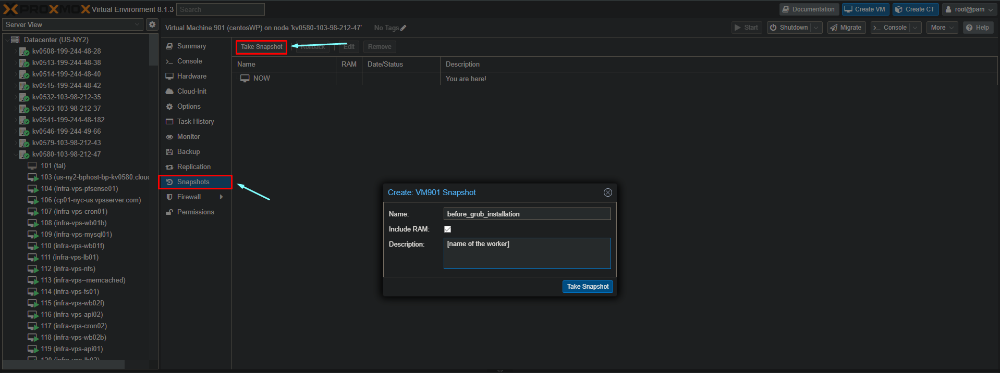 PROXMOX Virtual Environment 8.1.3 Search Documentation Create VM Create CT root@pam
Server View
Virtual Machine 901 (centosWP) on node 'kv0580-103-98-212-47' No Tags Start Shutdown Migrate Console More Help
Datacenter (US-NY2)
kv0508-199-244-48-28
kv0513-199-244-48-38
kv0514-199-244-48-40
kv0515-199-244-48-42
kv0532-103-98-212-35
kv0533-103-98-212-37
kv0541-199-244-48-182
kv0546-199-244-49-66
kv0579-103-98-212-43
kv0580-103-98-212-47
101 (tal)
103 (us-ny2-bphost-bp-kv0580.cloud
104 (infra-vps-pfsense01)
106 (cp01-nyc-us.vpsserver.com)
107 (infra-vps-cron01)
108 (infra-vps-wb01b)
109 (infra-vps-mysql01)
110 (infra-vps-wb01f)
111 (infra-vps-lb01)
112 (infra-vps-nfs)
113 (infra-vps--memcached)
114 (infra-vps-fs01)
115 (infra-vps-wb02f)
116 (infra-vps-api02)
117 (infra-vps-cron02)
118 (infra-vps-wb02b)
119 (infra-vps-api01)
120 (infra-vps-lb02)
Summary
Console
Hardware
Cloud-Init
Options
Task History
Monitor
Backup
Replication
Snapshots
Firewall
Permissions
Take Snapshot Rollback Edit Remove
Name RAM Date/Status Description
NOW You are here!
Create: VM901 Snapshot
Name: before_grub_installation
Include RAM:
Description: [name of the worker]
Take Snapshot